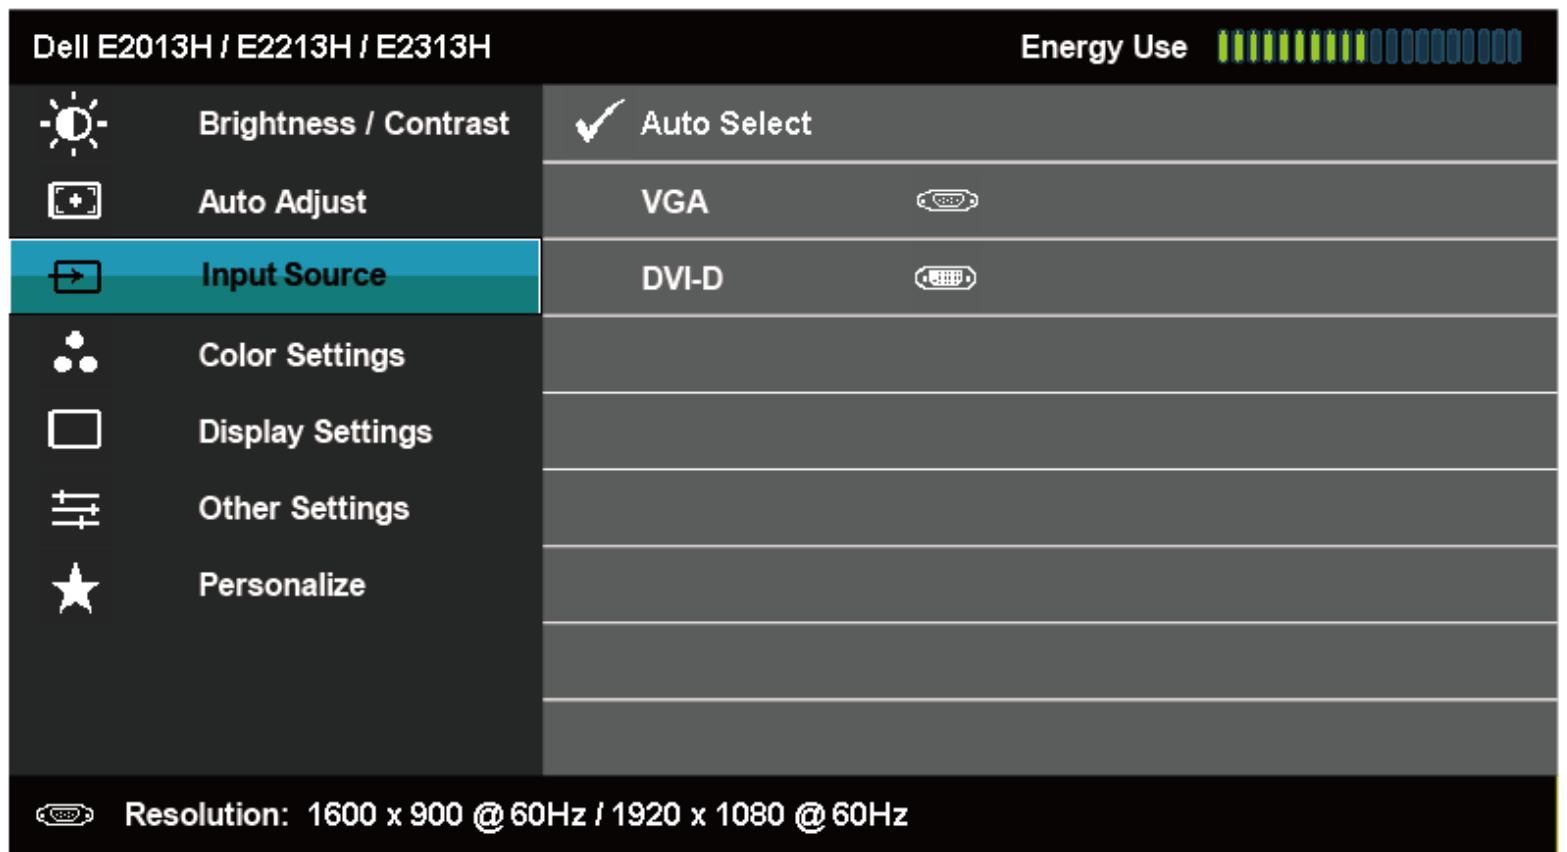 Dell E2013H / E2213H / E2313H
Energy Use
Brightness / Contrast
Auto Select
Auto Adjust
VGA
Input Source
DVI-D
Color Settings
Display Settings
Other Settings
Personalize
Resolution: 1600 x 900 @ 60Hz / 1920 x 1080 @ 60Hz